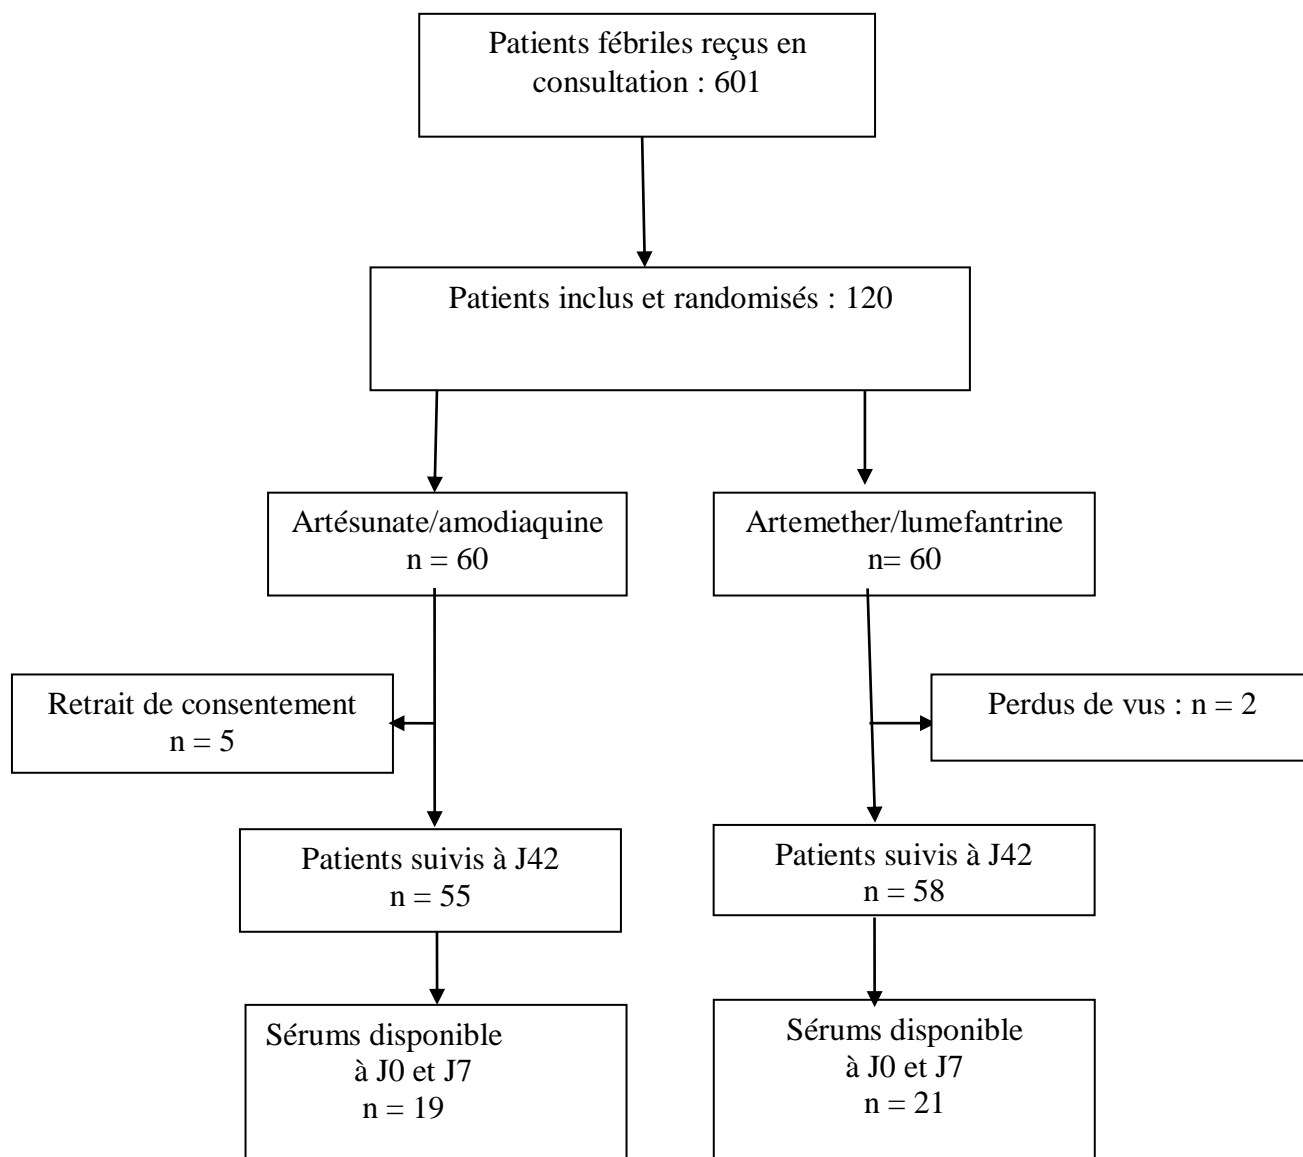 Patients fébriles reçus en
consultation : 601
Patients inclus et randomisés : 120
Artésunate/amodiaquine
n = 60
Artemether/lumefantrine
n= 60
Retrait de consentement
n = 5
Perdus de vus : n = 2
Patients suivis à J42
n = 55
Patients suivis à J42
n = 58
Sérums disponible
à J0 et J7
n = 19
Sérums disponible
à J0 et J7
n = 21